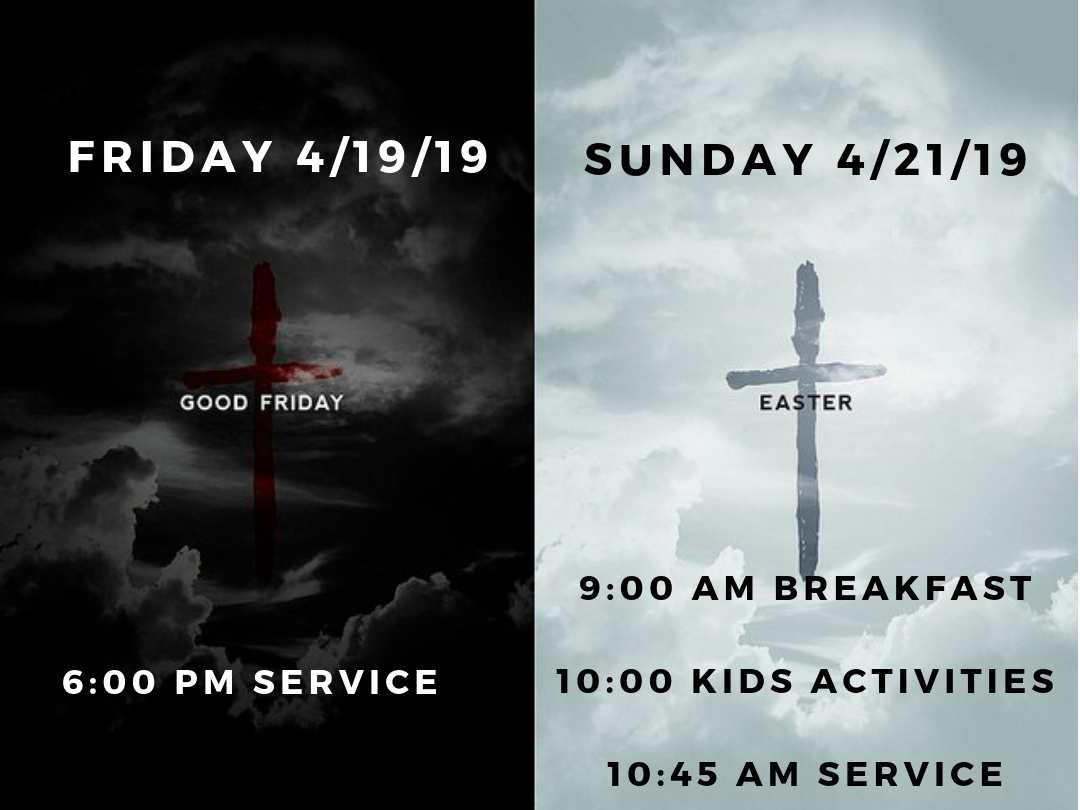 FRIDAY 4/19/19
GOOD FRIDAY
6:00 PM SERVICE
SUNDAY 4/21/19
EASTER
9:00 AM BREAKFAST
10:00 KIDS ACTIVITIES
10:45 AM SERVICE